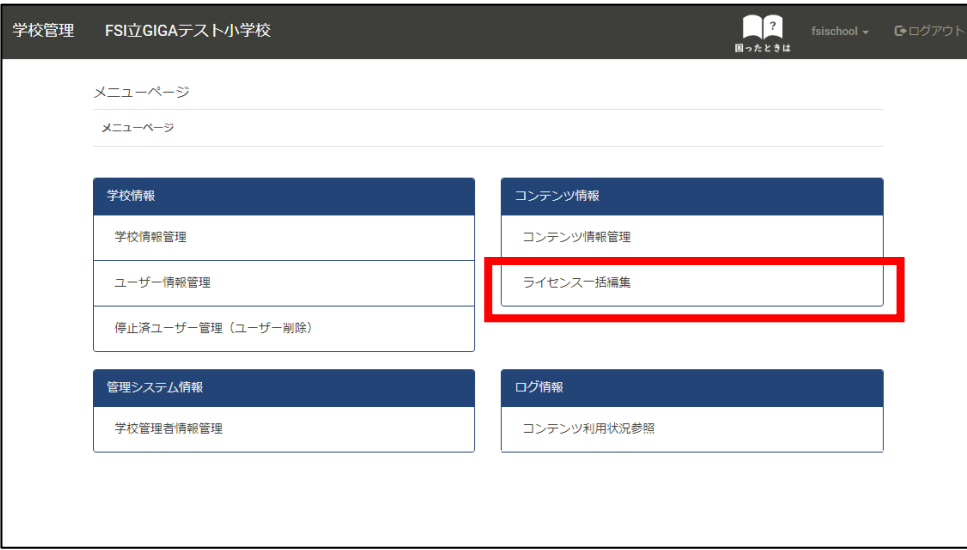 学校管理 FSI立GIGAテスト小学校
?
困ったときは
fsischool
ログアウト
メニューページ
メニューページ
学校情報
学校情報管理
ユーザー情報管理
停止済ユーザー管理（ユーザー削除）
コンテンツ情報
コンテンツ情報管理
ライセンス一括編集
管理システム情報
学校管理者情報管理
ログ情報
コンテンツ利用状況参照